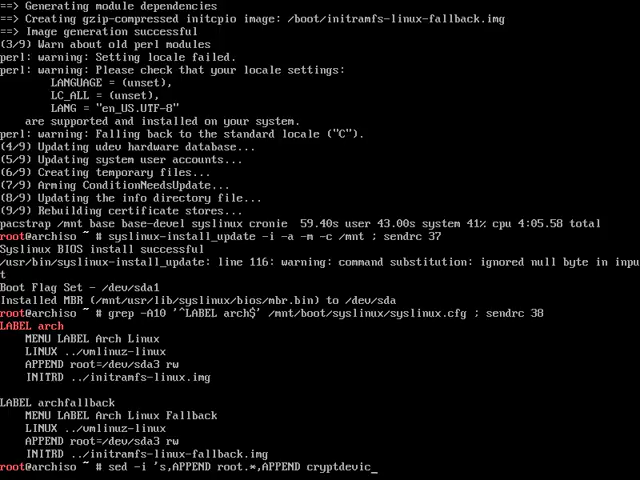 ==> Generating module dependencies
==> Creating gzip-compressed initcpio image: /boot/initramfs-linux-fallback.img
==> Image generation successful
(3/9) Warn about old perl modules
perl: warning: Setting locale failed.
perl: warning: Please check that your locale settings:
        LANGUAGE = (unset),
        LC_ALL = (unset),
        LANG = "en_US.UTF-8"
    are supported and installed on your system.
perl: warning: Falling back to the standard locale ("C").
(4/9) Updating udev hardware database...
(5/9) Updating system user accounts...
(6/9) Creating temporary files...
(7/9) Arming ConditionNeedsUpdate...
(8/9) Updating the info directory file...
(9/9) Rebuilding certificate stores...
pacstrap /mnt base base-devel syslinux cronie  59.40s user 43.00s system 41% cpu 4:05.58 total
root@archiso ~ # syslinux-install_update -i -a -m -c /mnt ; sendrc 37
Syslinux BIOS install successful
/usr/bin/syslinux-install_update: line 116: warning: command substitution: ignored null byte in inpu
t
Boot Flag Set - /dev/sda1
Installed MBR (/mnt/usr/lib/syslinux/bios/mbr.bin) to /dev/sda
root@archiso ~ # grep -A10 '^LABEL arch$' /mnt/boot/syslinux/syslinux.cfg ; sendrc 38
LABEL arch
    MENU LABEL Arch Linux
    LINUX ../vmlinuz-linux
    APPEND root=/dev/sda3 rw
    INITRD ../initramfs-linux.img

LABEL archfallback
    MENU LABEL Arch Linux Fallback
    LINUX ../vmlinuz-linux
    APPEND root=/dev/sda3 rw
    INITRD ../initramfs-linux-fallback.img
root@archiso ~ # sed -i 's,APPEND root.*,APPEND cryptdevic_